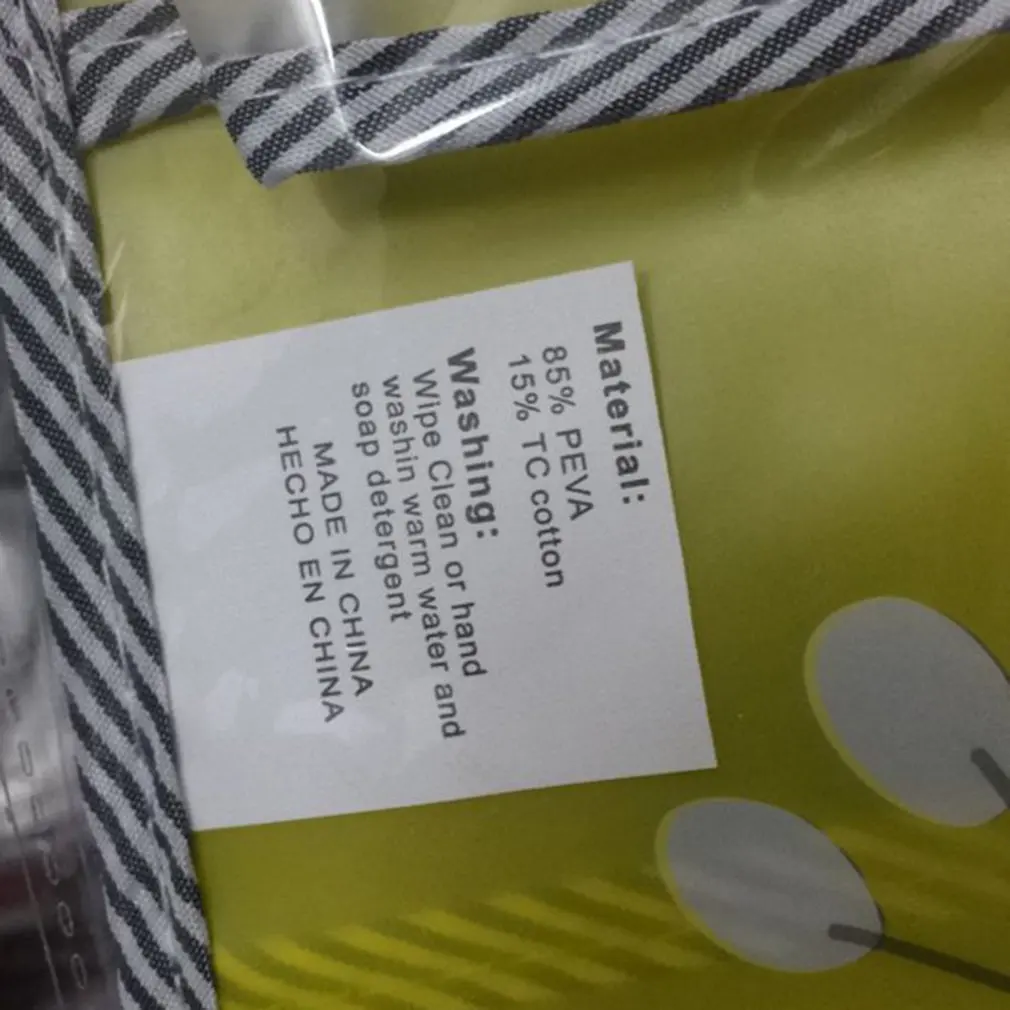 Material:
85% PEVA
15% TC cotton
Washing:
Wipe Clean or hand
washin warm water and
soap detergent
MADE IN CHINA
HECHO EN CHINA